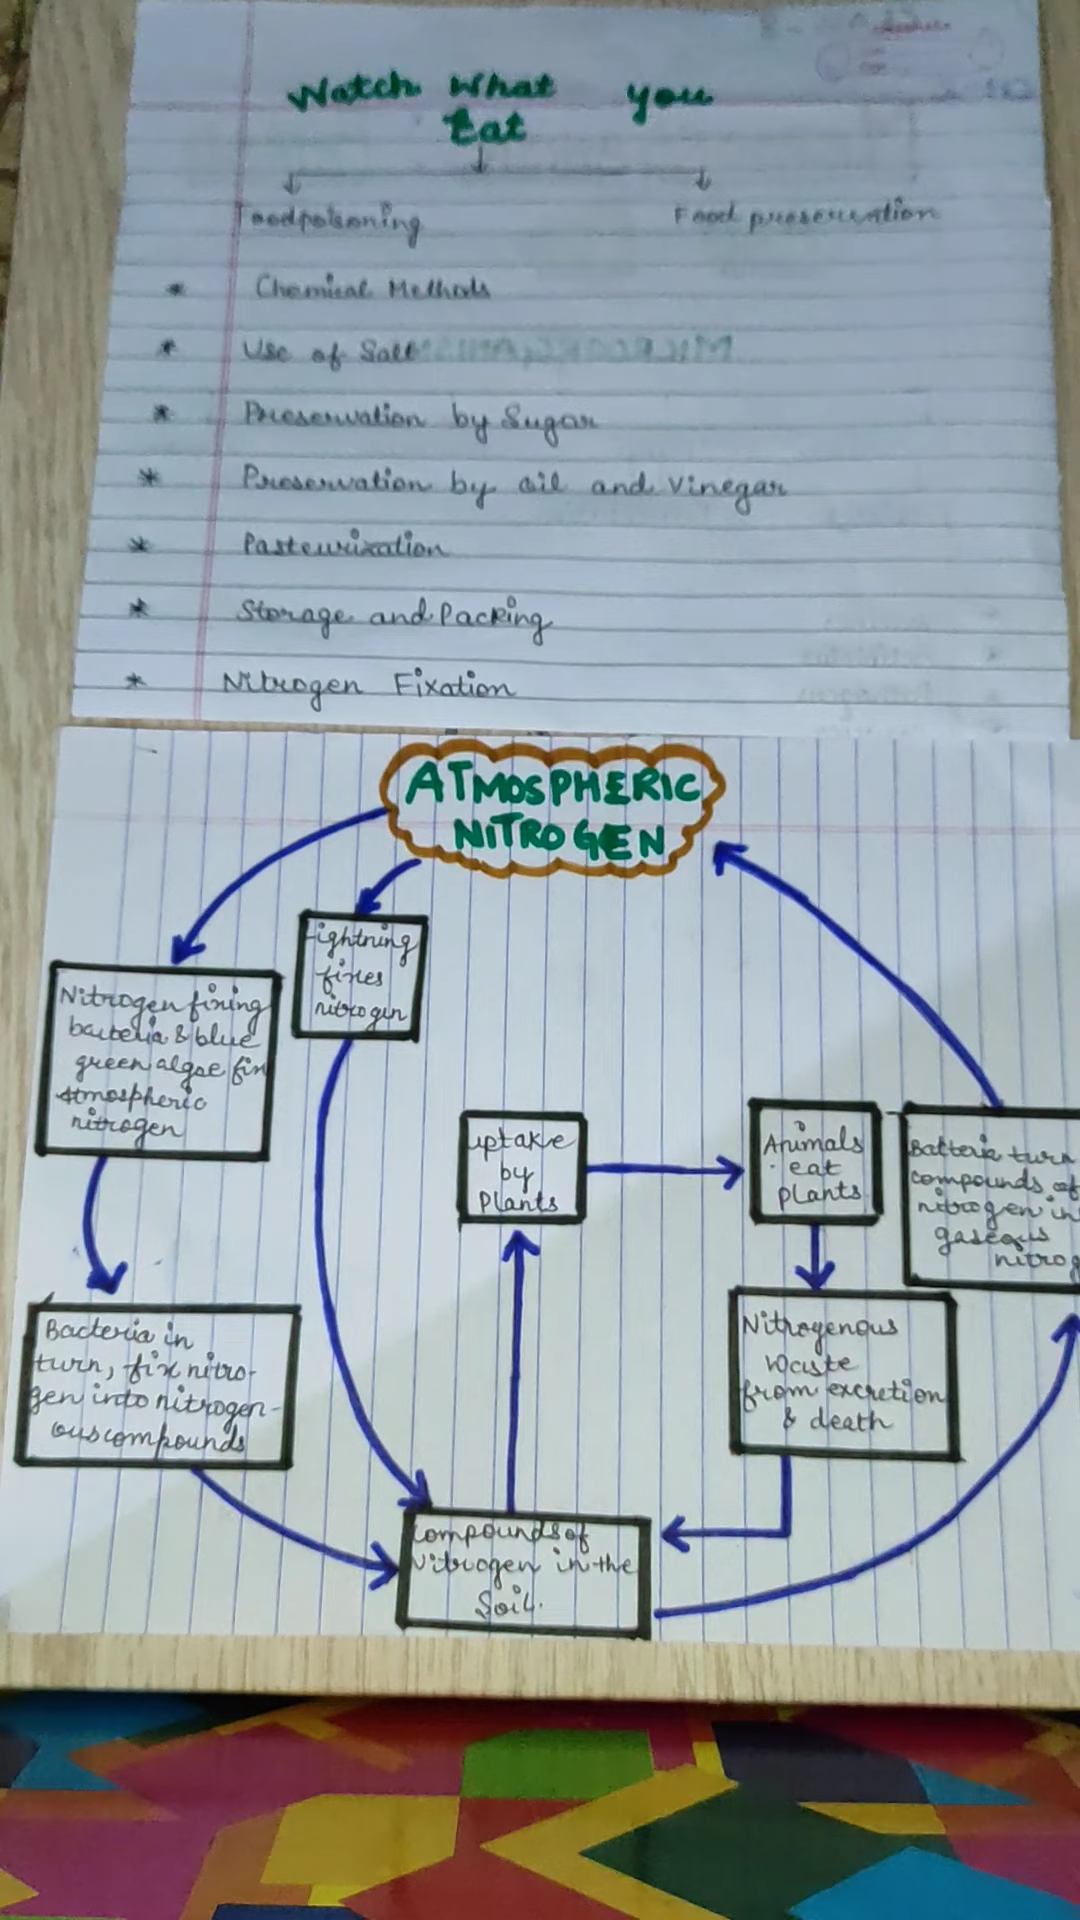 Watch What you
Eat
Foodpoisoning
Food preservation
* Chemical Methods
* Use of Salt
* Preservation by Sugar
* Preservation by oil and Vinegar
* Pasteurization
* Storage and Packing
* Nitrogen Fixation
ATMOSPHERIC
NITROGEN
Lightning
fixes
nitrogen
Nitrogen fixing
bacteria & blue
green algae fix
Atmospheric
nitrogen
uptake
by
Plants
Animals
eat
plants
Bacteria turn
compounds of
nitrogen in
gaseous
nitrog
Bacteria in
turn, fix nitro-
gen into nitrogen-
ous compounds
Nitrogenous
waste
from excretion
& death
Compounds of
Nitrogen in the
Soil.